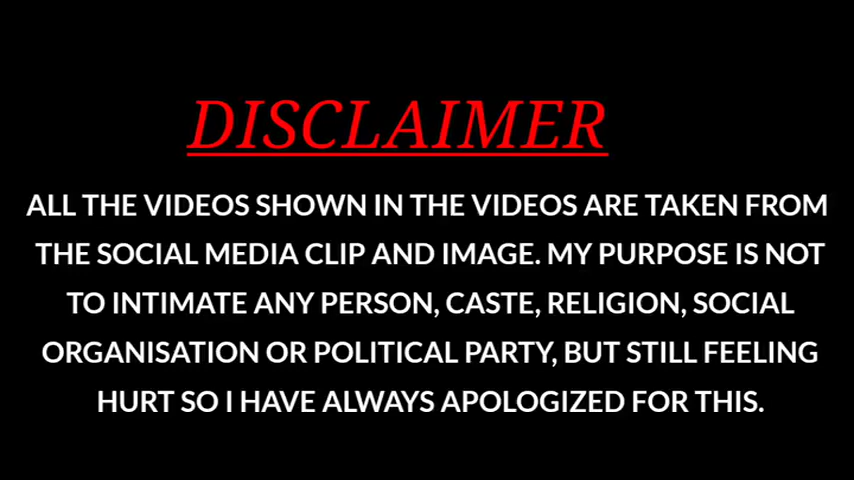 DISCLAIMER
ALL THE VIDEOS SHOWN IN THE VIDEOS ARE TAKEN FROM
THE SOCIAL MEDIA CLIP AND IMAGE. MY PURPOSE IS NOT
TO INTIMATE ANY PERSON, CASTE, RELIGION, SOCIAL
ORGANISATION OR POLITICAL PARTY, BUT STILL FEELING
HURT SO I HAVE ALWAYS APOLOGIZED FOR THIS.